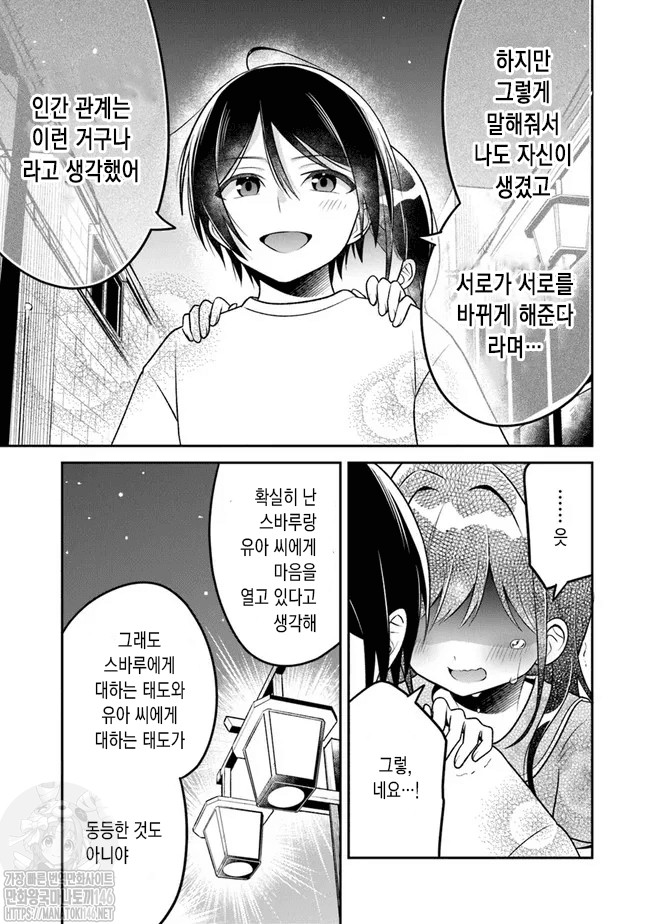 하지만
그렇게
말해줘서
나도 자신이
생겼고
서로가 서로를
바뀌게 해준다
라며…
인간 관계는
이런 거구나
라고 생각했어
……
읏
그렇,
네요…!
확실히 난
스바루랑
유아 씨에게
마음을
열고 있다고
생각해
그래도
스바루에게
대하는 태도와
유아 씨에게
대하는 태도가
동등한 것도
아니야
가장 빠른 번역만화사이트
만화왕국마나토끼146
HTTPS://MANATOKI146.NET